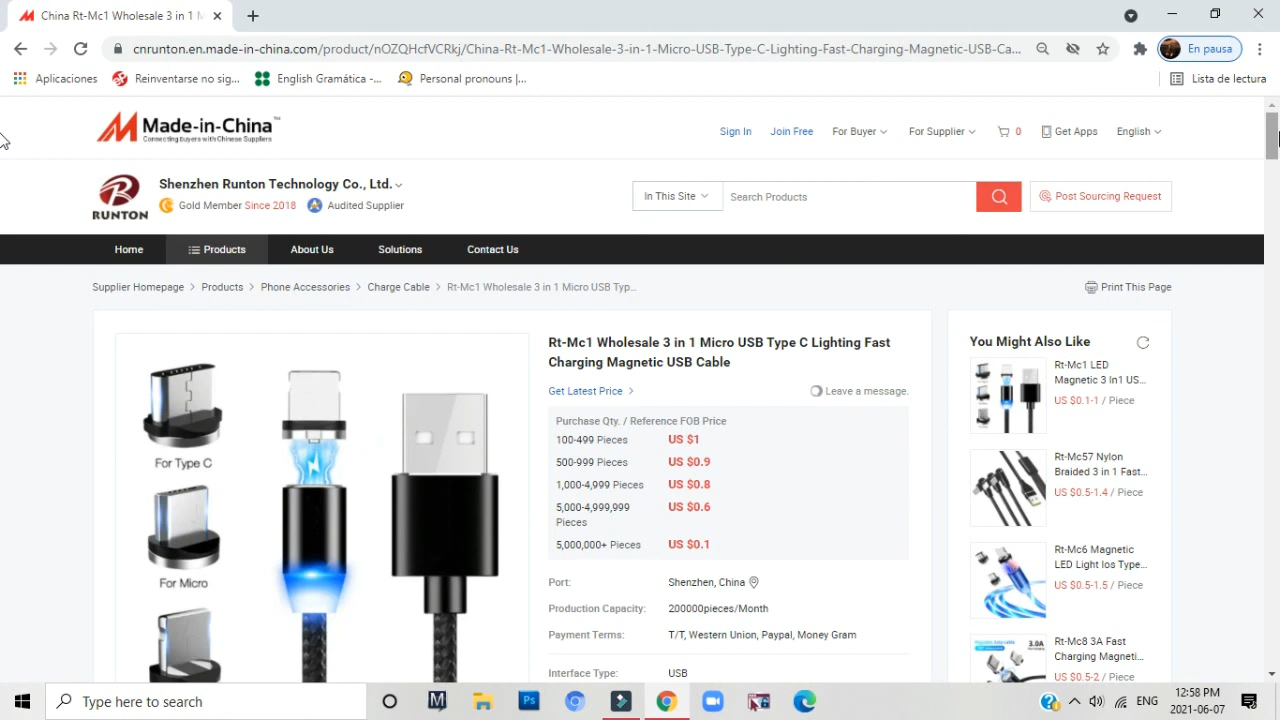 China Rt-Mc1 Wholesale 3 in 1 M
cnrunton.en.made-in-china.com/product/nOZQHcfVCRkj/China-Rt-Mc1-Wholesale-3-in-1-Micro-USB-Type-C-Lighting-Fast-Charging-Magnetic-USB-Ca...
En pausa
Aplicaciones
Reinventarse no sig...
English Gramática -...
Personal pronouns |...
Lista de lectura
Made-in-China™
Connecting Buyers with Chinese Suppliers
Sign In
Join Free
For Buyer
For Supplier
0
Get Apps
English
RUNTON
Shenzhen Runton Technology Co., Ltd.
Gold Member Since 2018
Audited Supplier
In This Site
Search Products
Post Sourcing Request
Home
Products
About Us
Solutions
Contact Us
Supplier Homepage > Products > Phone Accessories > Charge Cable > Rt-Mc1 Wholesale 3 in 1 Micro USB Typ...
Print This Page
For Type C
For Micro
Rt-Mc1 Wholesale 3 in 1 Micro USB Type C Lighting Fast
Charging Magnetic USB Cable
Get Latest Price >
Leave a message.
Purchase Qty. / Reference FOB Price
100-499 Pieces US $1
500-999 Pieces US $0.9
1,000-4,999 Pieces US $0.8
5,000-4,999,999 US $0.6
Pieces
5,000,000+ Pieces US $0.1
Port: Shenzhen, China
Production Capacity: 200000pieces/Month
Payment Terms: T/T, Western Union, Paypal, Money Gram
Interface Type: USB
You Might Also Like
Rt-Mc1 LED
Magnetic 3 In1 US...
US $0.1-1 / Piece
Rt-Mc57 Nylon
Braided 3 in 1 Fast...
US $0.5-1.4 / Piece
Rt-Mc6 Magnetic
LED Light Ios Type...
US $0.5-1.5 / Piece
3.0A
Rt-Mc8 3A Fast
Charging Magneti...
US $0.5-2 / Piece
Type here to search
Ps
ENG
12:58 PM
2021-06-07